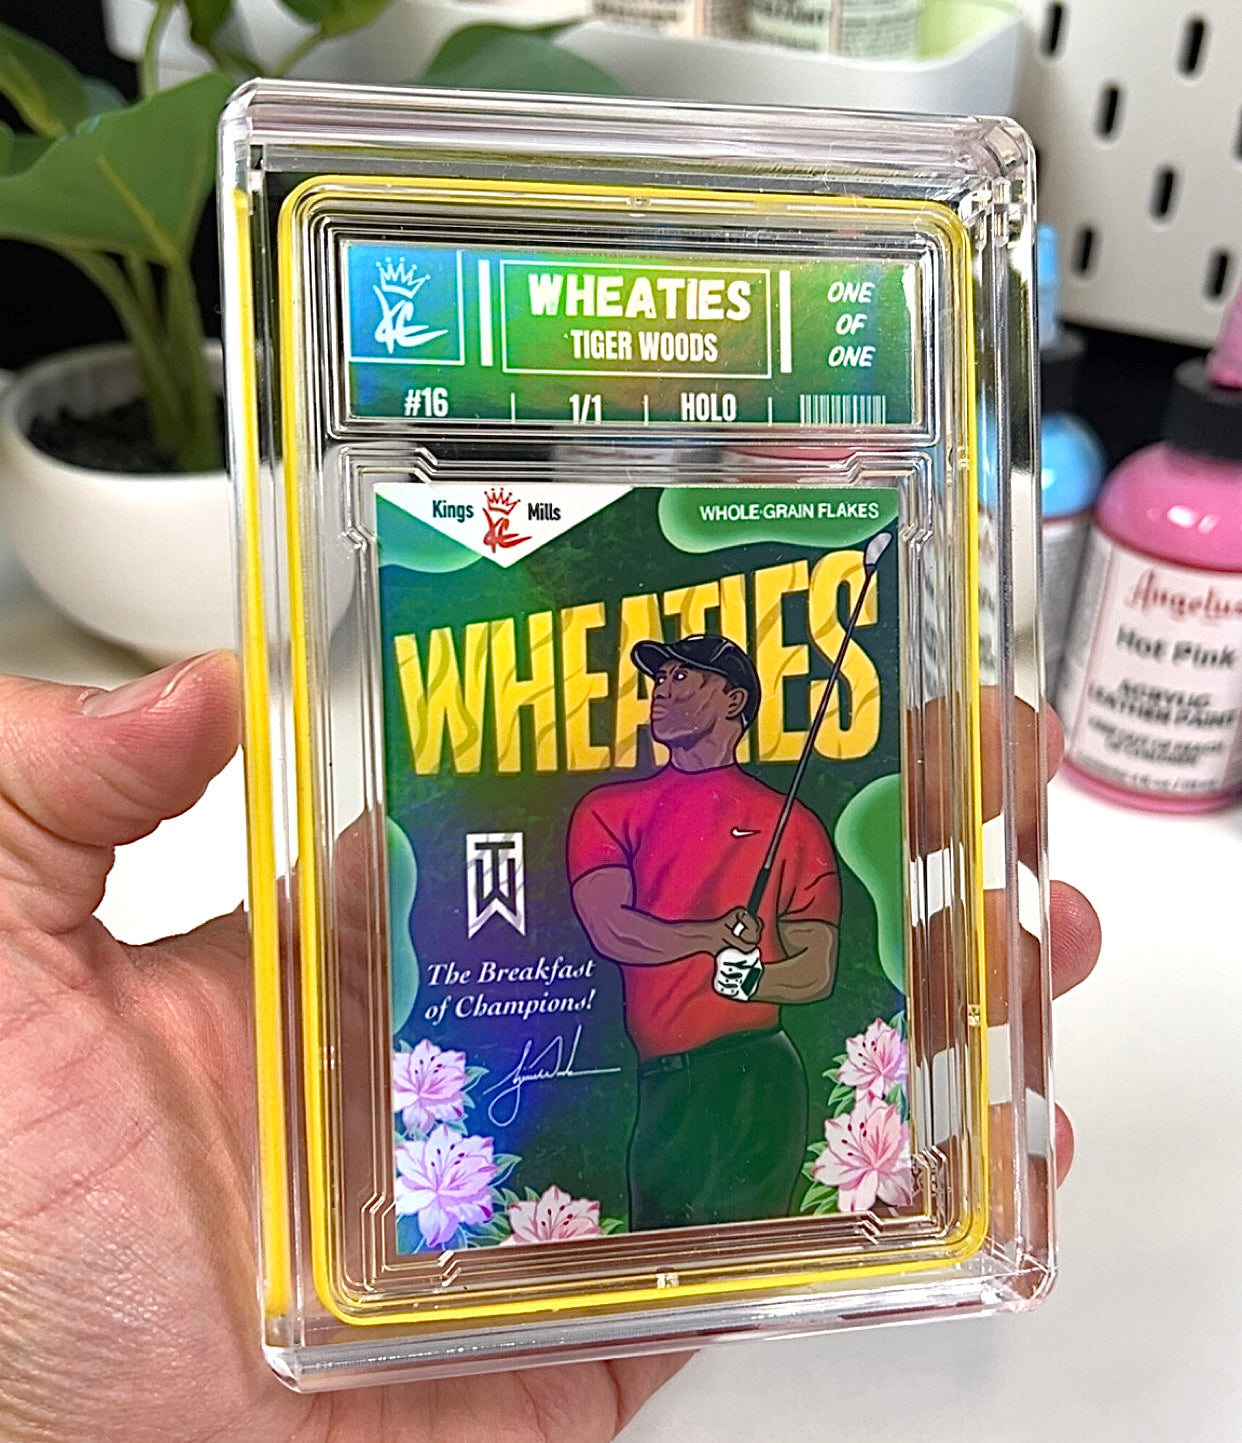 WHEATIES
TIGER WOODS
ONE
OF
ONE
#16 | 1/1 | HOLO |
Kings Mills
WHOLE-GRAIN FLAKES
WHEATIES
TW
The Breakfast
of Champions!
Angelus
Hot Pink
ACRYLIC
LEATHER PAINT